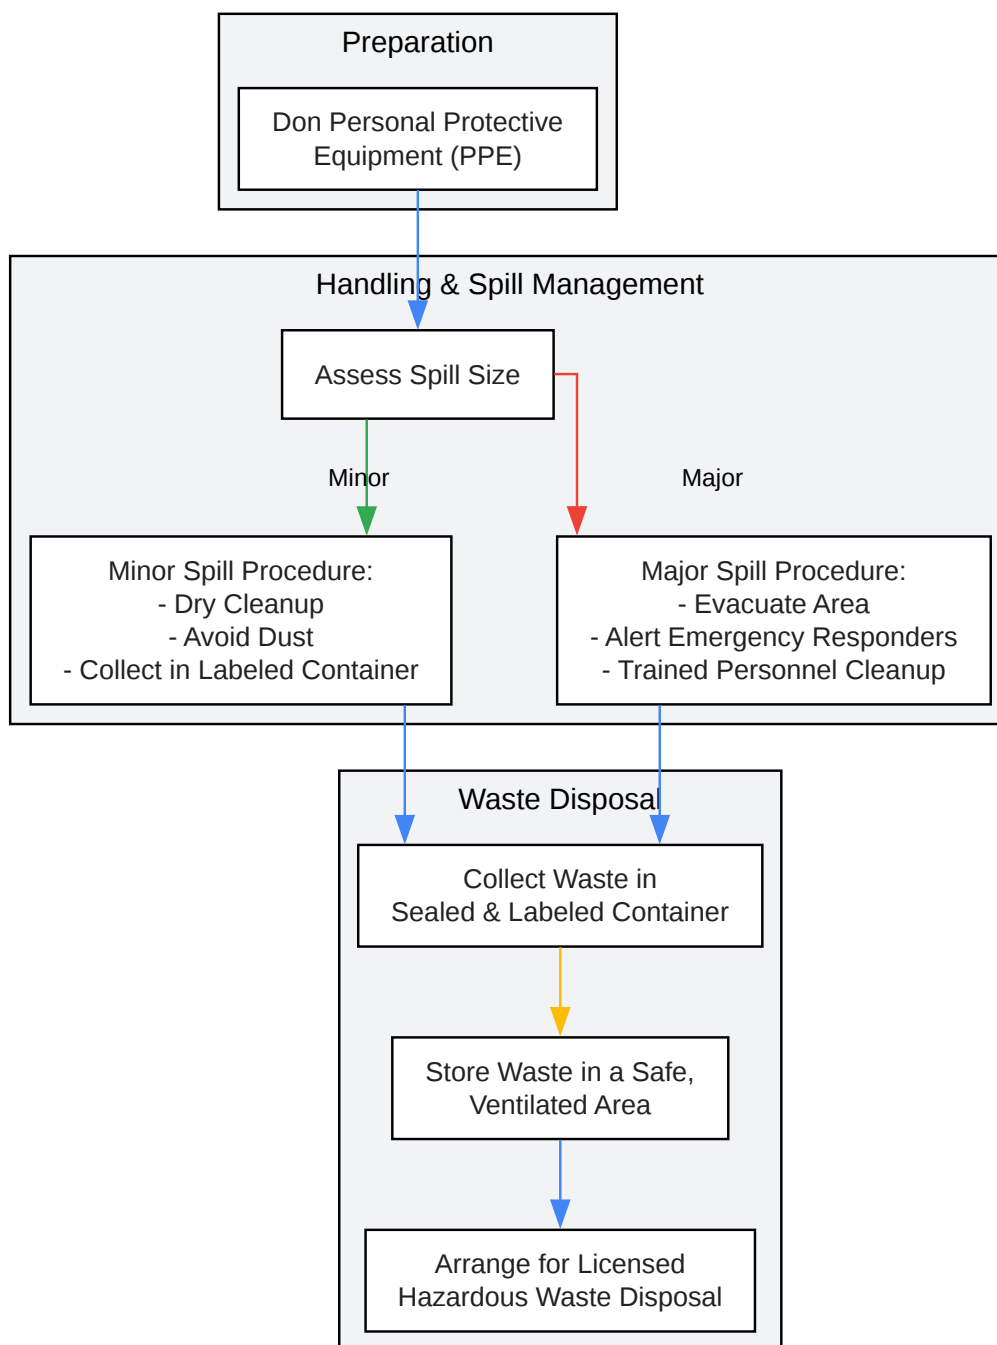 Preparation
Don Personal Protective
Equipment (PPE)
Handling & Spill Management
Assess Spill Size
Minor
Major
Minor Spill Procedure:
- Dry Cleanup
- Avoid Dust
- Collect in Labeled Container
Major Spill Procedure:
- Evacuate Area
- Alert Emergency Responders
- Trained Personnel Cleanup
Waste Disposal
Collect Waste in
Sealed & Labeled Container
Store Waste in a Safe,
Ventilated Area
Arrange for Licensed
Hazardous Waste Disposal